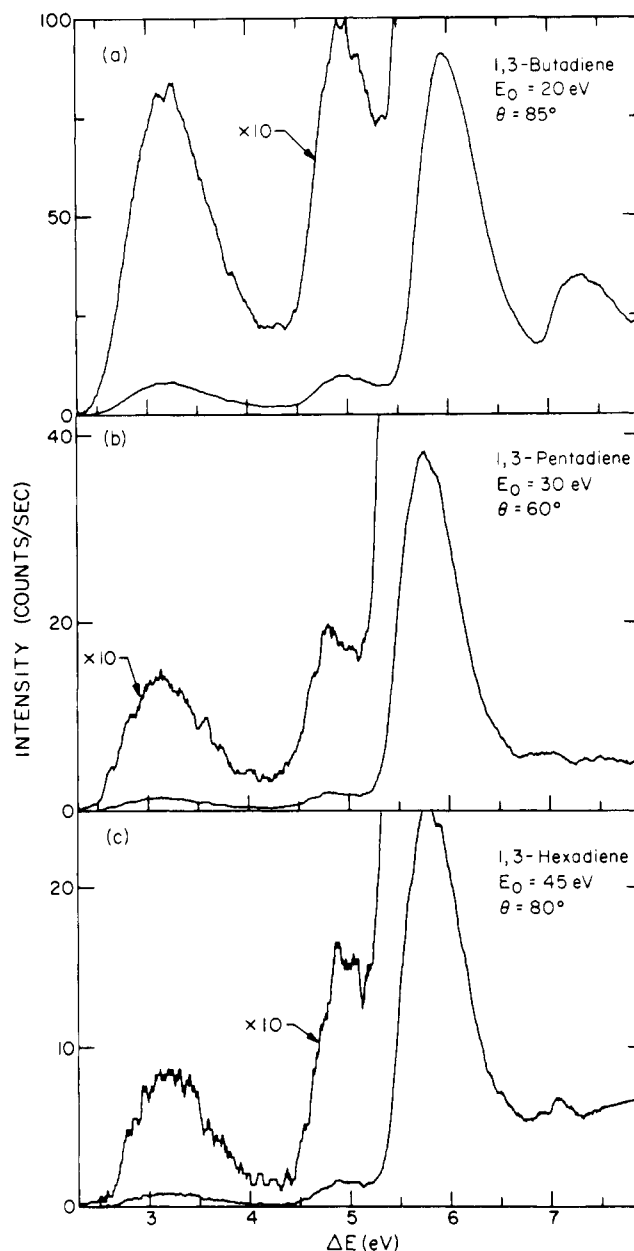 (a)
1,3-Butadiene
E₀ = 20 eV
θ = 85°
×10
100
50
0
(b)
1,3-Pentadiene
E₀ = 30 eV
θ = 60°
×10
40
20
0
(c)
1,3-Hexadiene
E₀ = 45 eV
θ = 80°
×10
20
10
0
INTENSITY (COUNTS/SEC)
3 4 5 6 7
ΔE (eV)